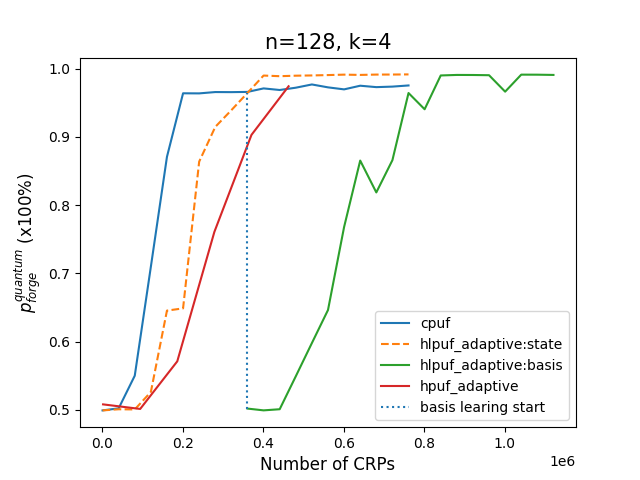 n=128, k=4
1.0
0.9
0.8
0.7
0.6
0.5
p_{forge}^{quantum} (x100%)
cpuf
hlpuf_adaptive:state
hlpuf_adaptive:basis
hpuf_adaptive
basis learing start
0.0 0.2 0.4 0.6 0.8 1.0
1e6
Number of CRPs